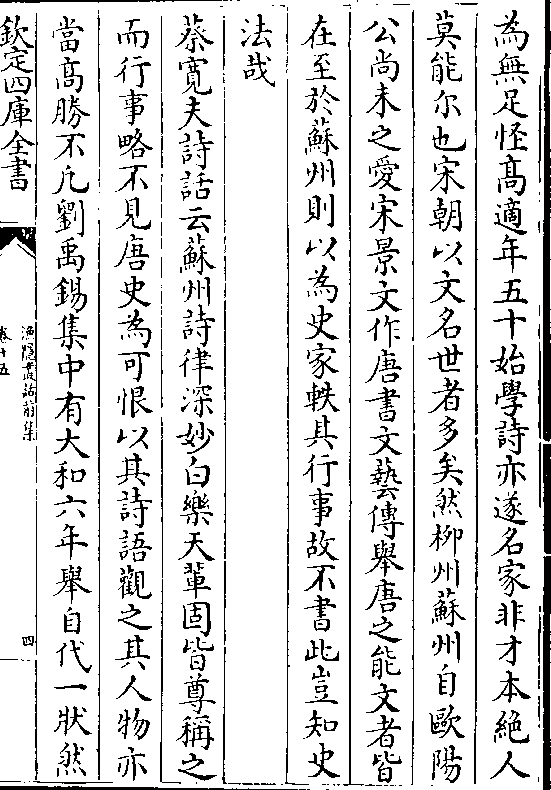 為無足怪髙適年五十始學詩亦遂名家非才本絶人
莫能尔也宋朝以文名世者多矣然柳州蘇州自歐陽
公尚未之愛宋景文作唐書文藝傳舉唐之能文者皆
在至於蘇州則以為史家軼其行事故不書此豈知史
法哉
蔡寛夫詩話云蘇州詩律深妙白樂天軰固皆尊稱之
而行事略不見唐史為可恨以其詩語觀之其人物亦
當髙勝不凢劉禹錫集中有大和六年舉自代一狀然
欽定四庫全書
漁隱叢話前集
卷十五
四